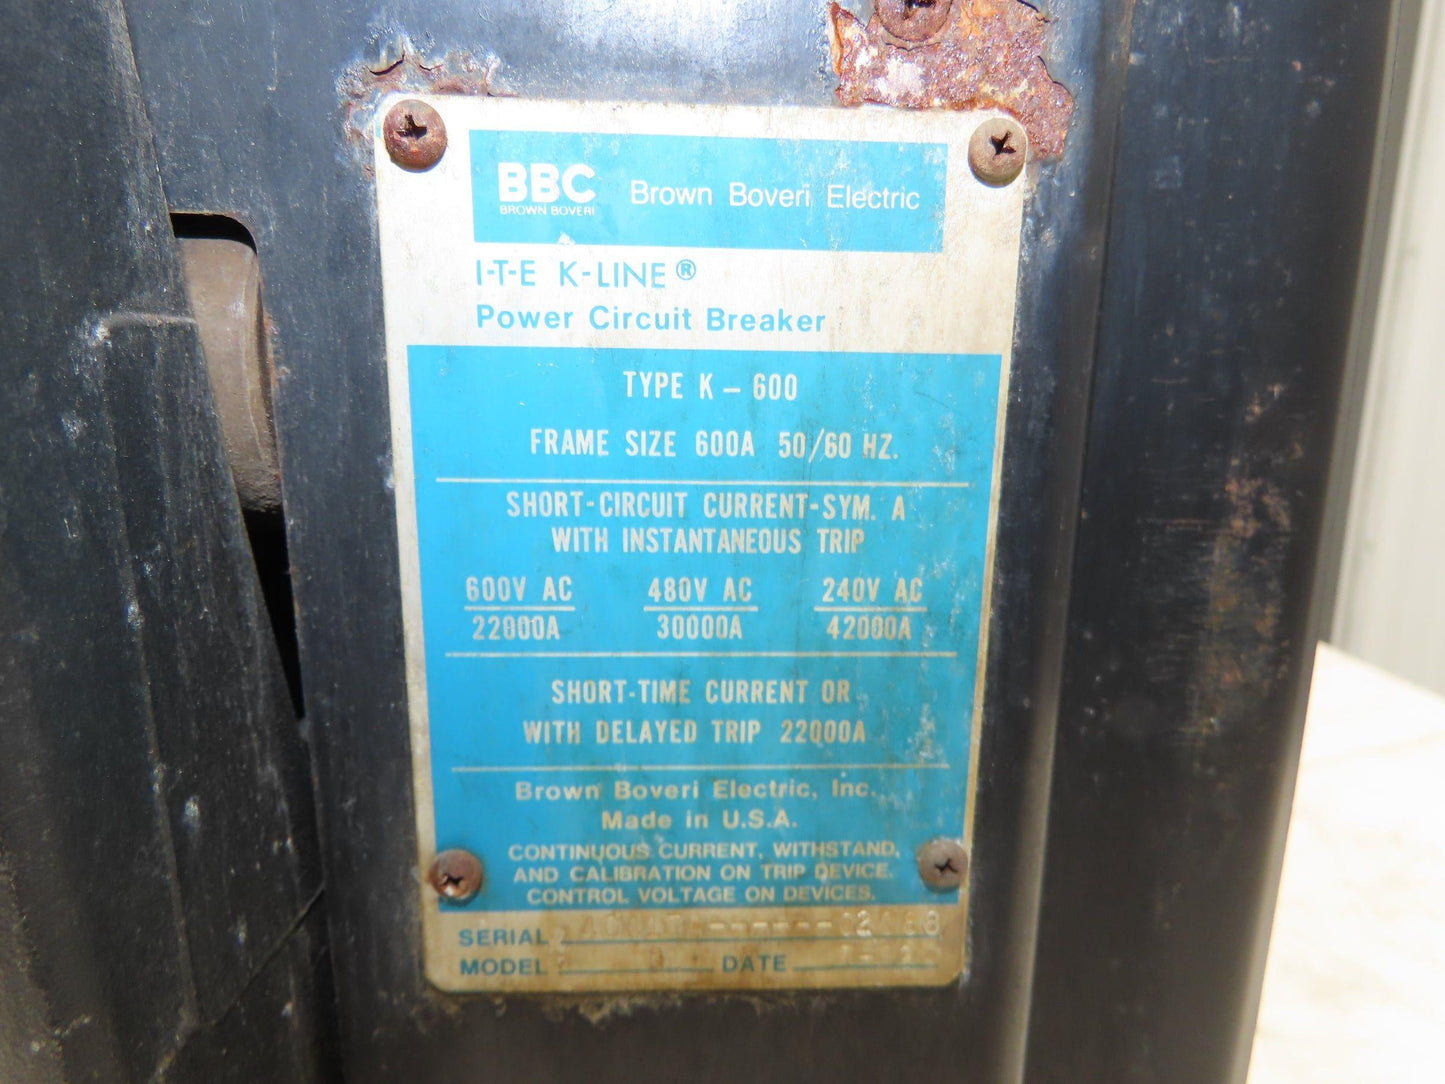 BBC Brown Boveri Electric
BROWN BOVERI
I-T-E K-LINE®
Power Circuit Breaker
TYPE K – 600
FRAME SIZE 600A 50/60 HZ.
SHORT-CIRCUIT CURRENT-SYM. A
WITH INSTANTANEOUS TRIP
600V AC 480V AC 240V AC
22000A 30000A 42000A
SHORT-TIME CURRENT OR
WITH DELAYED TRIP 22000A
Brown Boveri Electric, Inc.
Made in U.S.A.
CONTINUOUS CURRENT, WITHSTAND,
AND CALIBRATION ON TRIP DEVICE.
CONTROL VOLTAGE ON DEVICES.
SERIAL
MODEL DATE